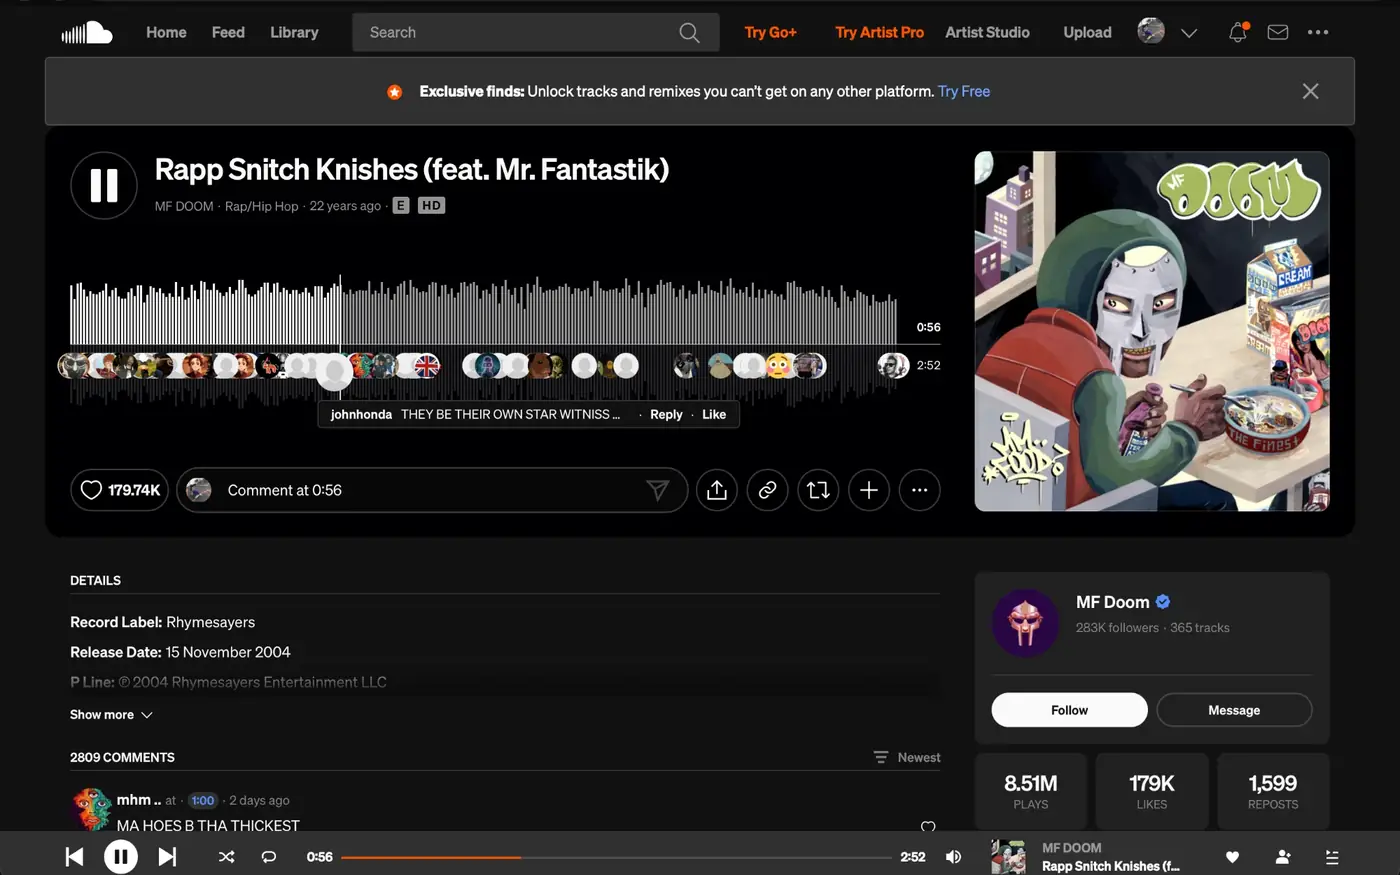 Home Feed Library Search Try Go+ Try Artist Pro Artist Studio Upload
Exclusive finds: Unlock tracks and remixes you can't get on any other platform. Try Free
Rapp Snitch Knishes (feat. Mr. Fantastik)
MF DOOM · Rap/Hip Hop · 22 years ago · E HD
MF DOOM
CREAM
0:56
2:52
johnhonda THEY BE THEIR OWN STAR WITNISS ... · Reply · Like
THE FINEST
MM..
FOOD?
179.74K Comment at 0:56
DETAILS
Record Label: Rhymesayers
Release Date: 15 November 2004
P Line: ℗ 2004 Rhymesayers Entertainment LLC
Show more
MF Doom
283K followers · 365 tracks
Follow Message
2809 COMMENTS Newest
8.51M 179K 1,599
PLAYS LIKES REPOSTS
mhm .. at · 1:00 · 2 days ago
MA HOES B THA THICKEST
0:56 2:52
MF DOOM
Rapp Snitch Knishes (f...